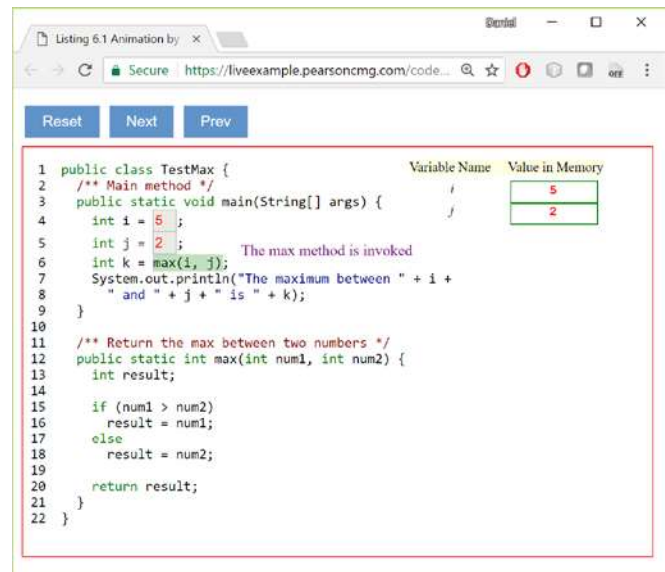 Daniel
Listing 6.1 Animation by
Secure https://liveexample.pearsoncmg.com/code...
OFF
Reset Next Prev
Variable Name Value in Memory
i 5
j 2
1 public class TestMax {
2 /** Main method */
3 public static void main(String[] args) {
4 int i = 5 ;
5 int j = 2 ;
The max method is invoked
6 int k = max(i, j);
7 System.out.println("The maximum between " + i +
8 " and " + j + " is " + k);
9 }
10
11 /** Return the max between two numbers */
12 public static int max(int num1, int num2) {
13 int result;
14
15 if (num1 > num2)
16 result = num1;
17 else
18 result = num2;
19
20 return result;
21 }
22 }